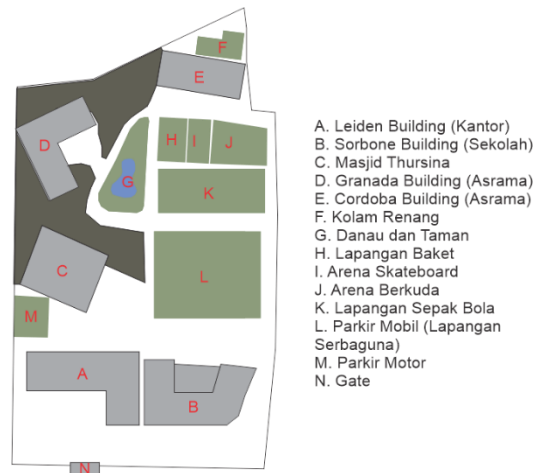 F
E
D
H
I
J
G
K
C
L
M
A
B
N
A. Leiden Building (Kantor)
B. Sorbone Building (Sekolah)
C. Masjid Thursina
D. Granada Building (Asrama)
E. Cordoba Building (Asrama)
F. Kolam Renang
G. Danau dan Taman
H. Lapangan Baket
I. Arena Skateboard
J. Arena Berkuda
K. Lapangan Sepak Bola
L. Parkir Mobil (Lapangan
Serbaguna)
M. Parkir Motor
N. Gate